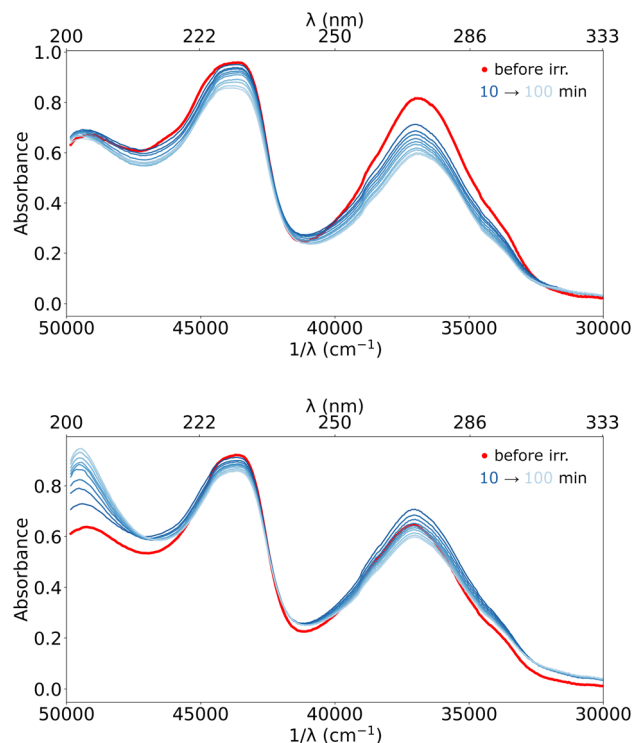 λ (nm)
200 222 250 286 333
1.0
0.8
0.6
0.4
0.2
0.0
Absorbance
before irr.
10 → 100 min
50000 45000 40000 35000 30000
1/λ (cm⁻¹)
λ (nm)
200 222 250 286 333
0.8
0.6
0.4
0.2
0.0
Absorbance
before irr.
10 → 100 min
50000 45000 40000 35000 30000
1/λ (cm⁻¹)